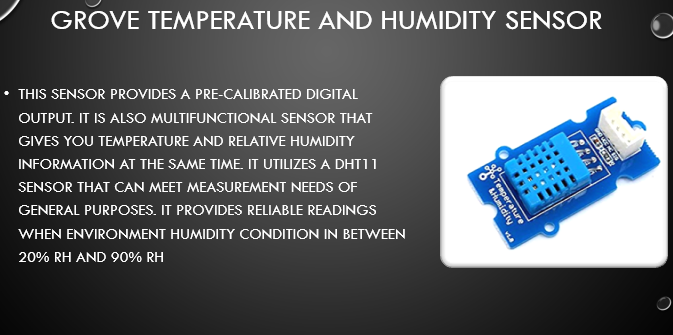 GROVE TEMPERATURE AND HUMIDITY SENSOR
• THIS SENSOR PROVIDES A PRE-CALIBRATED DIGITAL
OUTPUT. IT IS ALSO MULTIFUNCTIONAL SENSOR THAT
GIVES YOU TEMPERATURE AND RELATIVE HUMIDITY
INFORMATION AT THE SAME TIME. IT UTILIZES A DHT11
SENSOR THAT CAN MEET MEASUREMENT NEEDS OF
GENERAL PURPOSES. IT PROVIDES RELIABLE READINGS
WHEN ENVIRONMENT HUMIDITY CONDITION IN BETWEEN
20% RH AND 90% RH
Temperature
&Humidity